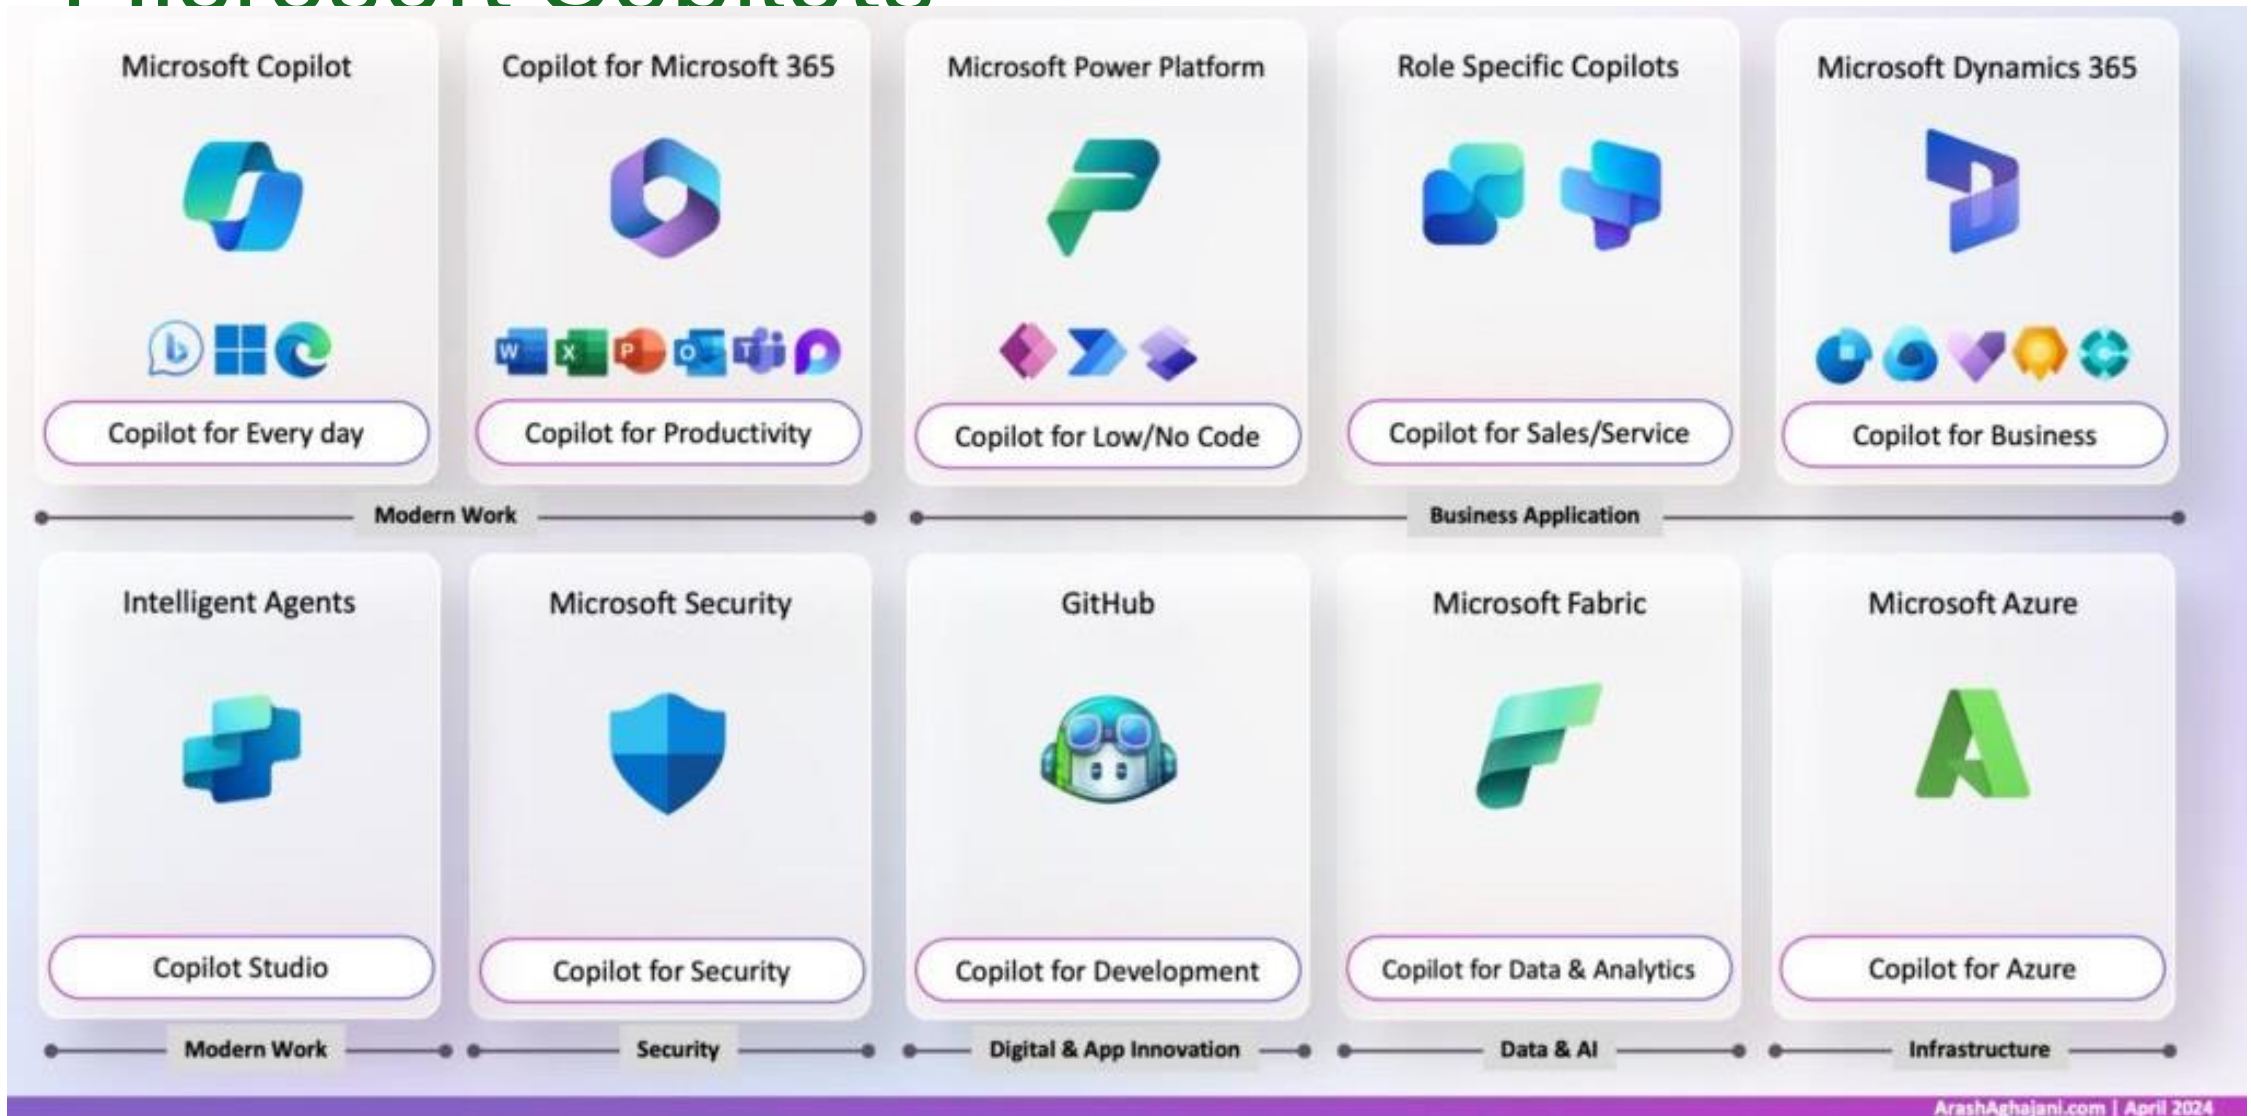 Microsoft Copilots
Microsoft Copilot
Copilot for Microsoft 365
Microsoft Power Platform
Role Specific Copilots
Microsoft Dynamics 365
b
W
X
P
O
T
Copilot for Every day
Copilot for Productivity
Copilot for Low/No Code
Copilot for Sales/Service
Copilot for Business
Modern Work
Business Application
Intelligent Agents
Microsoft Security
GitHub
Microsoft Fabric
Microsoft Azure
Copilot Studio
Copilot for Security
Copilot for Development
Copilot for Data & Analytics
Copilot for Azure
Modern Work
Security
Digital & App Innovation
Data & AI
Infrastructure
ArashAghajani.com | April 2024